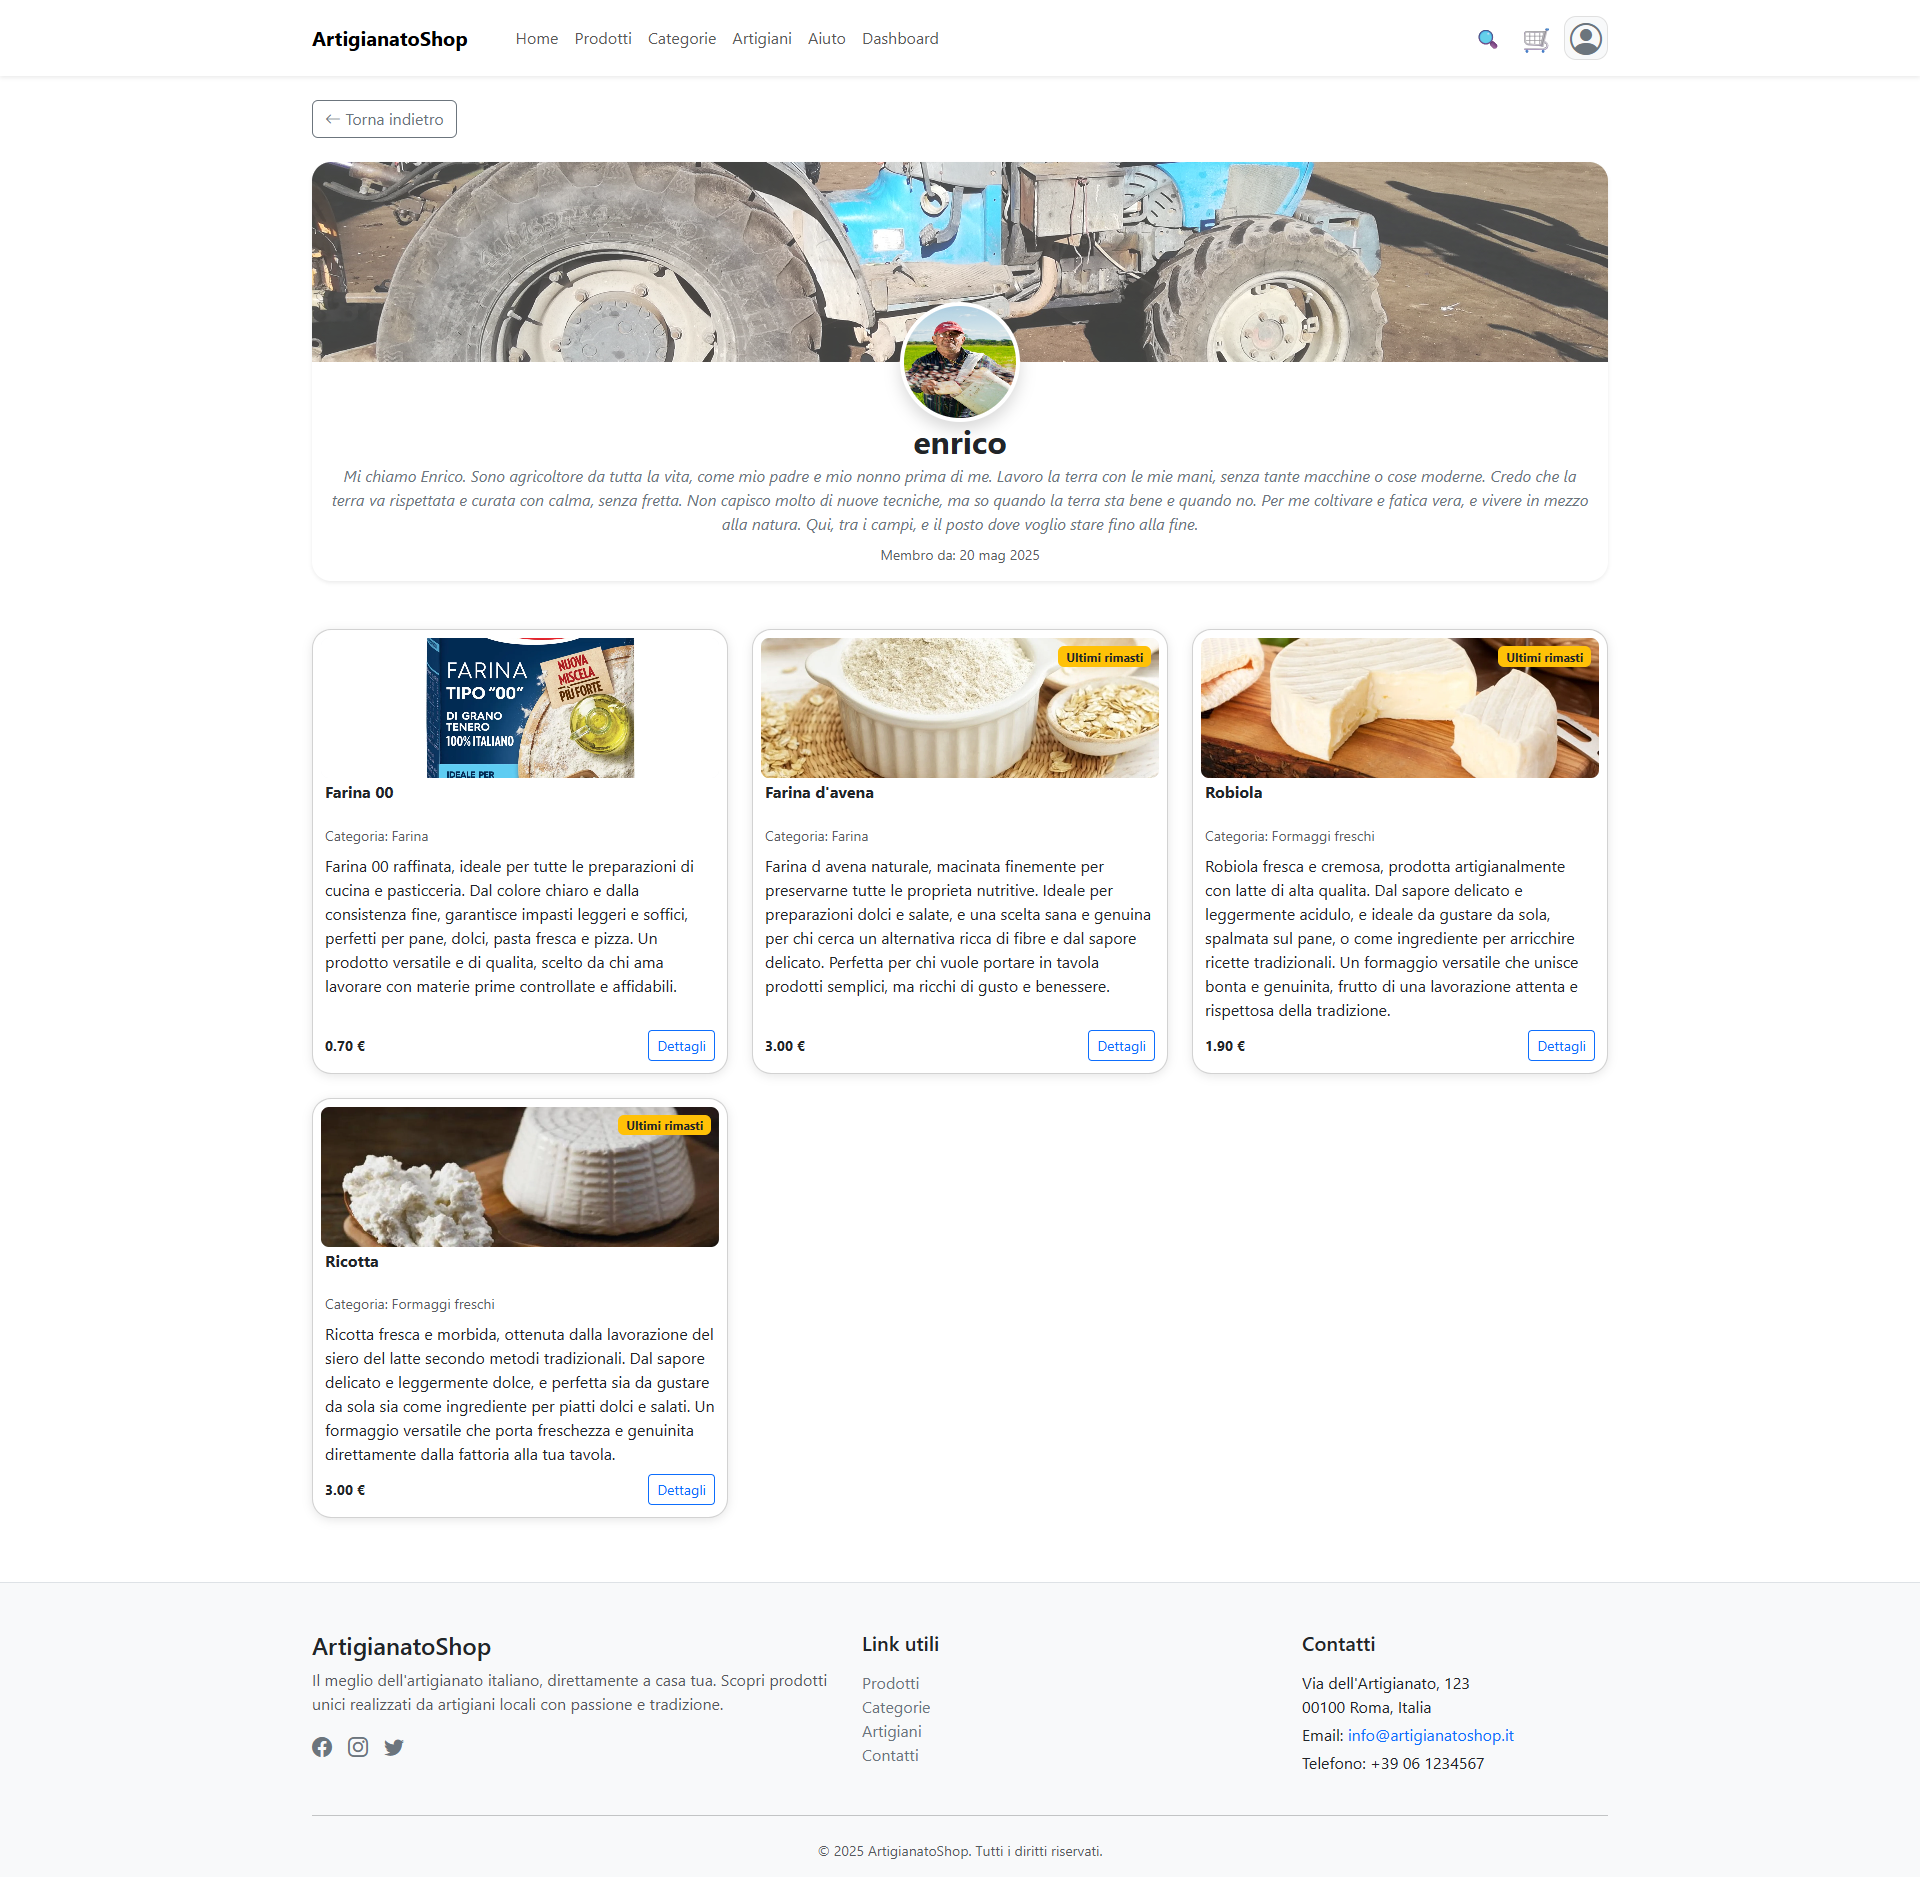 ArtigianatoShop
Home
Prodotti
Categorie
Artigiani
Aiuto
Dashboard
Torna indietro
enrico
Mi chiamo Enrico. Sono agricoltore da tutta la vita, come mio padre e mio nonno prima di me. Lavoro la terra con le mie mani, senza tante macchine o cose moderne. Credo che la
terra va rispettata e curata con calma, senza fretta. Non capisco molto di nuove tecniche, ma so quando la terra sta bene e quando no. Per me coltivare e fatica vera, e vivere in mezzo
alla natura. Qui, tra i campi, e il posto dove voglio stare fino alla fine.
Membro da: 20 mag 2025
FARINA
TIPO "00"
DI GRANO
TENERO
100% ITALIANO
NUOVA
MISCELA
PIÙ FORTE
IDEALE PER
Farina 00
Categoria: Farina
Farina 00 raffinata, ideale per tutte le preparazioni di
cucina e pasticceria. Dal colore chiaro e dalla
consistenza fine, garantisce impasti leggeri e soffici,
perfetti per pane, dolci, pasta fresca e pizza. Un
prodotto versatile e di qualita, scelto da chi ama
lavorare con materie prime controllate e affidabili.
0.70 €
Dettagli
Ultimi rimasti
Farina d'avena
Categoria: Farina
Farina d avena naturale, macinata finemente per
preservarne tutte le proprieta nutritive. Ideale per
preparazioni dolci e salate, e una scelta sana e genuina
per chi cerca un alternativa ricca di fibre e dal sapore
delicato. Perfetta per chi vuole portare in tavola
prodotti semplici, ma ricchi di gusto e benessere.
3.00 €
Dettagli
Ultimi rimasti
Robiola
Categoria: Formaggi freschi
Robiola fresca e cremosa, prodotta artigianalmente
con latte di alta qualita. Dal sapore delicato e
leggermente acidulo, e ideale da gustare da sola,
spalmata sul pane, o come ingrediente per arricchire
ricette tradizionali. Un formaggio versatile che unisce
bonta e genuinita, frutto di una lavorazione attenta e
rispettosa della tradizione.
1.90 €
Dettagli
Ultimi rimasti
Ricotta
Categoria: Formaggi freschi
Ricotta fresca e morbida, ottenuta dalla lavorazione del
siero del latte secondo metodi tradizionali. Dal sapore
delicato e leggermente dolce, e perfetta sia da gustare
da sola sia come ingrediente per piatti dolci e salati. Un
formaggio versatile che porta freschezza e genuinita
direttamente dalla fattoria alla tua tavola.
3.00 €
Dettagli
ArtigianatoShop
Il meglio dell'artigianato italiano, direttamente a casa tua. Scopri prodotti
unici realizzati da artigiani locali con passione e tradizione.
Link utili
Prodotti
Categorie
Artigiani
Contatti
Contatti
Via dell'Artigianato, 123
00100 Roma, Italia
Email: info@artigianatoshop.it
Telefono: +39 06 1234567
© 2025 ArtigianatoShop. Tutti i diritti riservati.